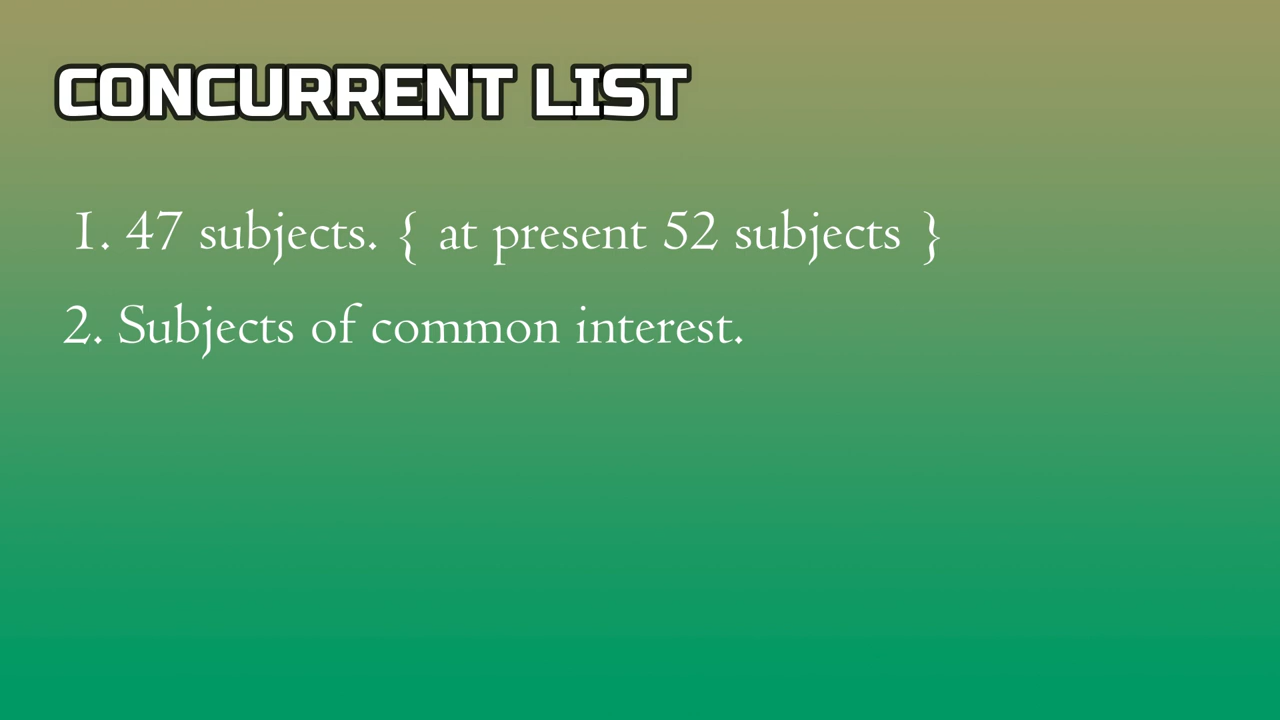 CONCURRENT LIST
1. 47 subjects. { at present 52 subjects }
2. Subjects of common interest.